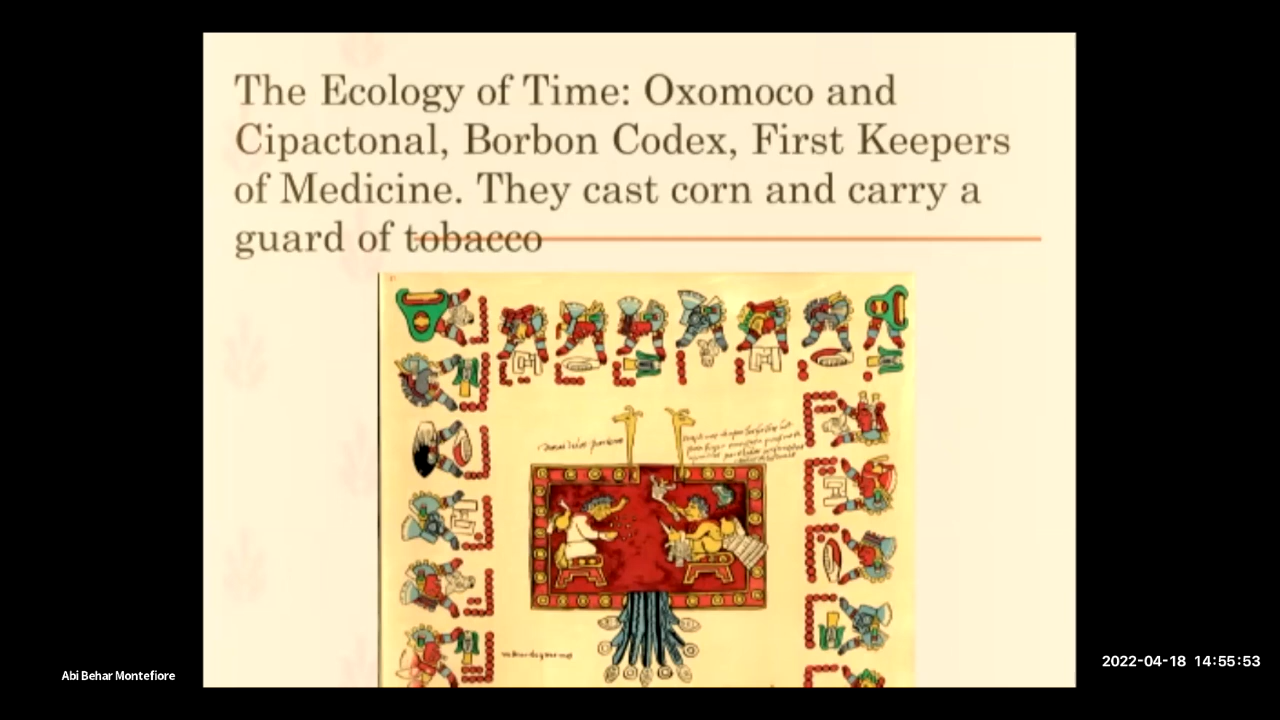 The Ecology of Time: Oxomoco and
Cipactonal, Borbon Codex, First Keepers
of Medicine. They cast corn and carry a
guard of tobacco
Abi Behar Montefiore
2022-04-18 14:55:53